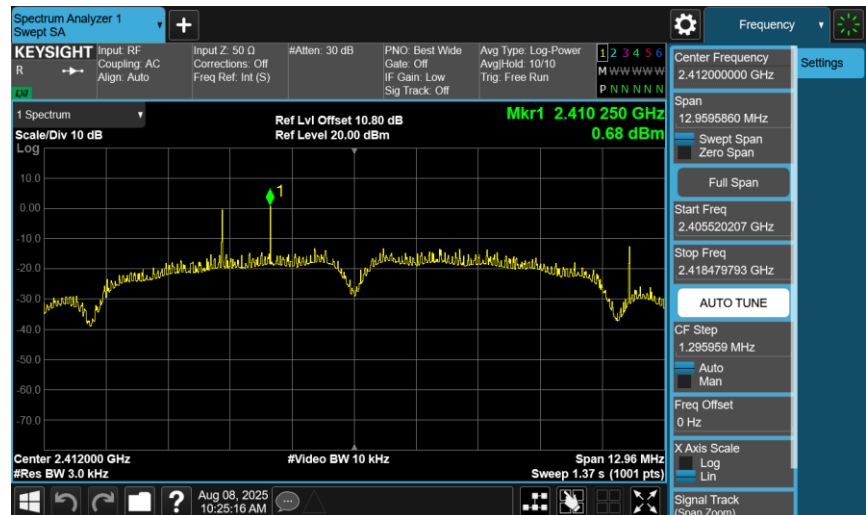 Spectrum Analyzer 1
Swept SA
+
Frequency
KEYSIGHT
R
LXI
Input: RF
Coupling: AC
Align: Auto
Input Z: 50 Ω
Corrections: Off
Freq Ref: Int (S)
#Atten: 30 dB
PNO: Best Wide
Gate: Off
IF Gain: Low
Sig Track: Off
Avg Type: Log-Power
Avg|Hold: 10/10
Trig: Free Run
1 2 3 4 5 6
M W W W W W
P N N N N N
Settings
Center Frequency
2.412000000 GHz
Span
12.9595860 MHz
Swept Span
Zero Span
Full Span
Start Freq
2.405520207 GHz
Stop Freq
2.418479793 GHz
AUTO TUNE
CF Step
1.295959 MHz
Auto
Man
Freq Offset
0 Hz
X Axis Scale
Log
Lin
Signal Track
(Span Zoom)
1 Spectrum
Scale/Div 10 dB
Ref Lvl Offset 10.80 dB
Ref Level 20.00 dBm
Mkr1 2.410 250 GHz
0.68 dBm
Log
10.0
0.00
-10.0
-20.0
-30.0
-40.0
-50.0
-60.0
-70.0
1
Center 2.412000 GHz
#Res BW 3.0 kHz
#Video BW 10 kHz
Span 12.96 MHz
Sweep 1.37 s (1001 pts)
?
Aug 08, 2025
10:25:16 AM